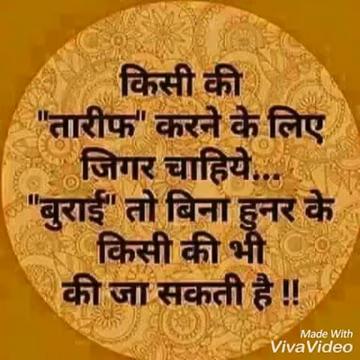 किसी की
"तारीफ" करने के लिए
जिगर चाहिये...
"बुराई" तो बिना हुनर के
किसी की भी
की जा सकती है !!
Made With
VivaVideo